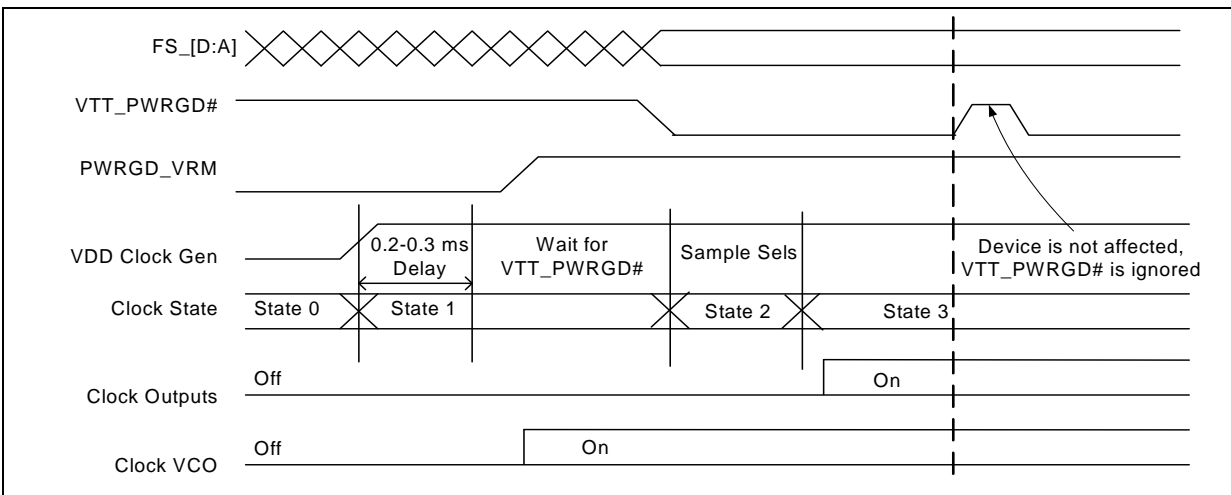 FS_[D:A]
VTT_PWRGD#
PWRGD_VRM
VDD Clock Gen
0.2-0.3 ms
Delay
Wait for
VTT_PWRGD#
Sample Sels
Device is not affected,
VTT_PWRGD# is ignored
Clock State
State 0
State 1
State 2
State 3
Clock Outputs
Off
On
Clock VCO
Off
On